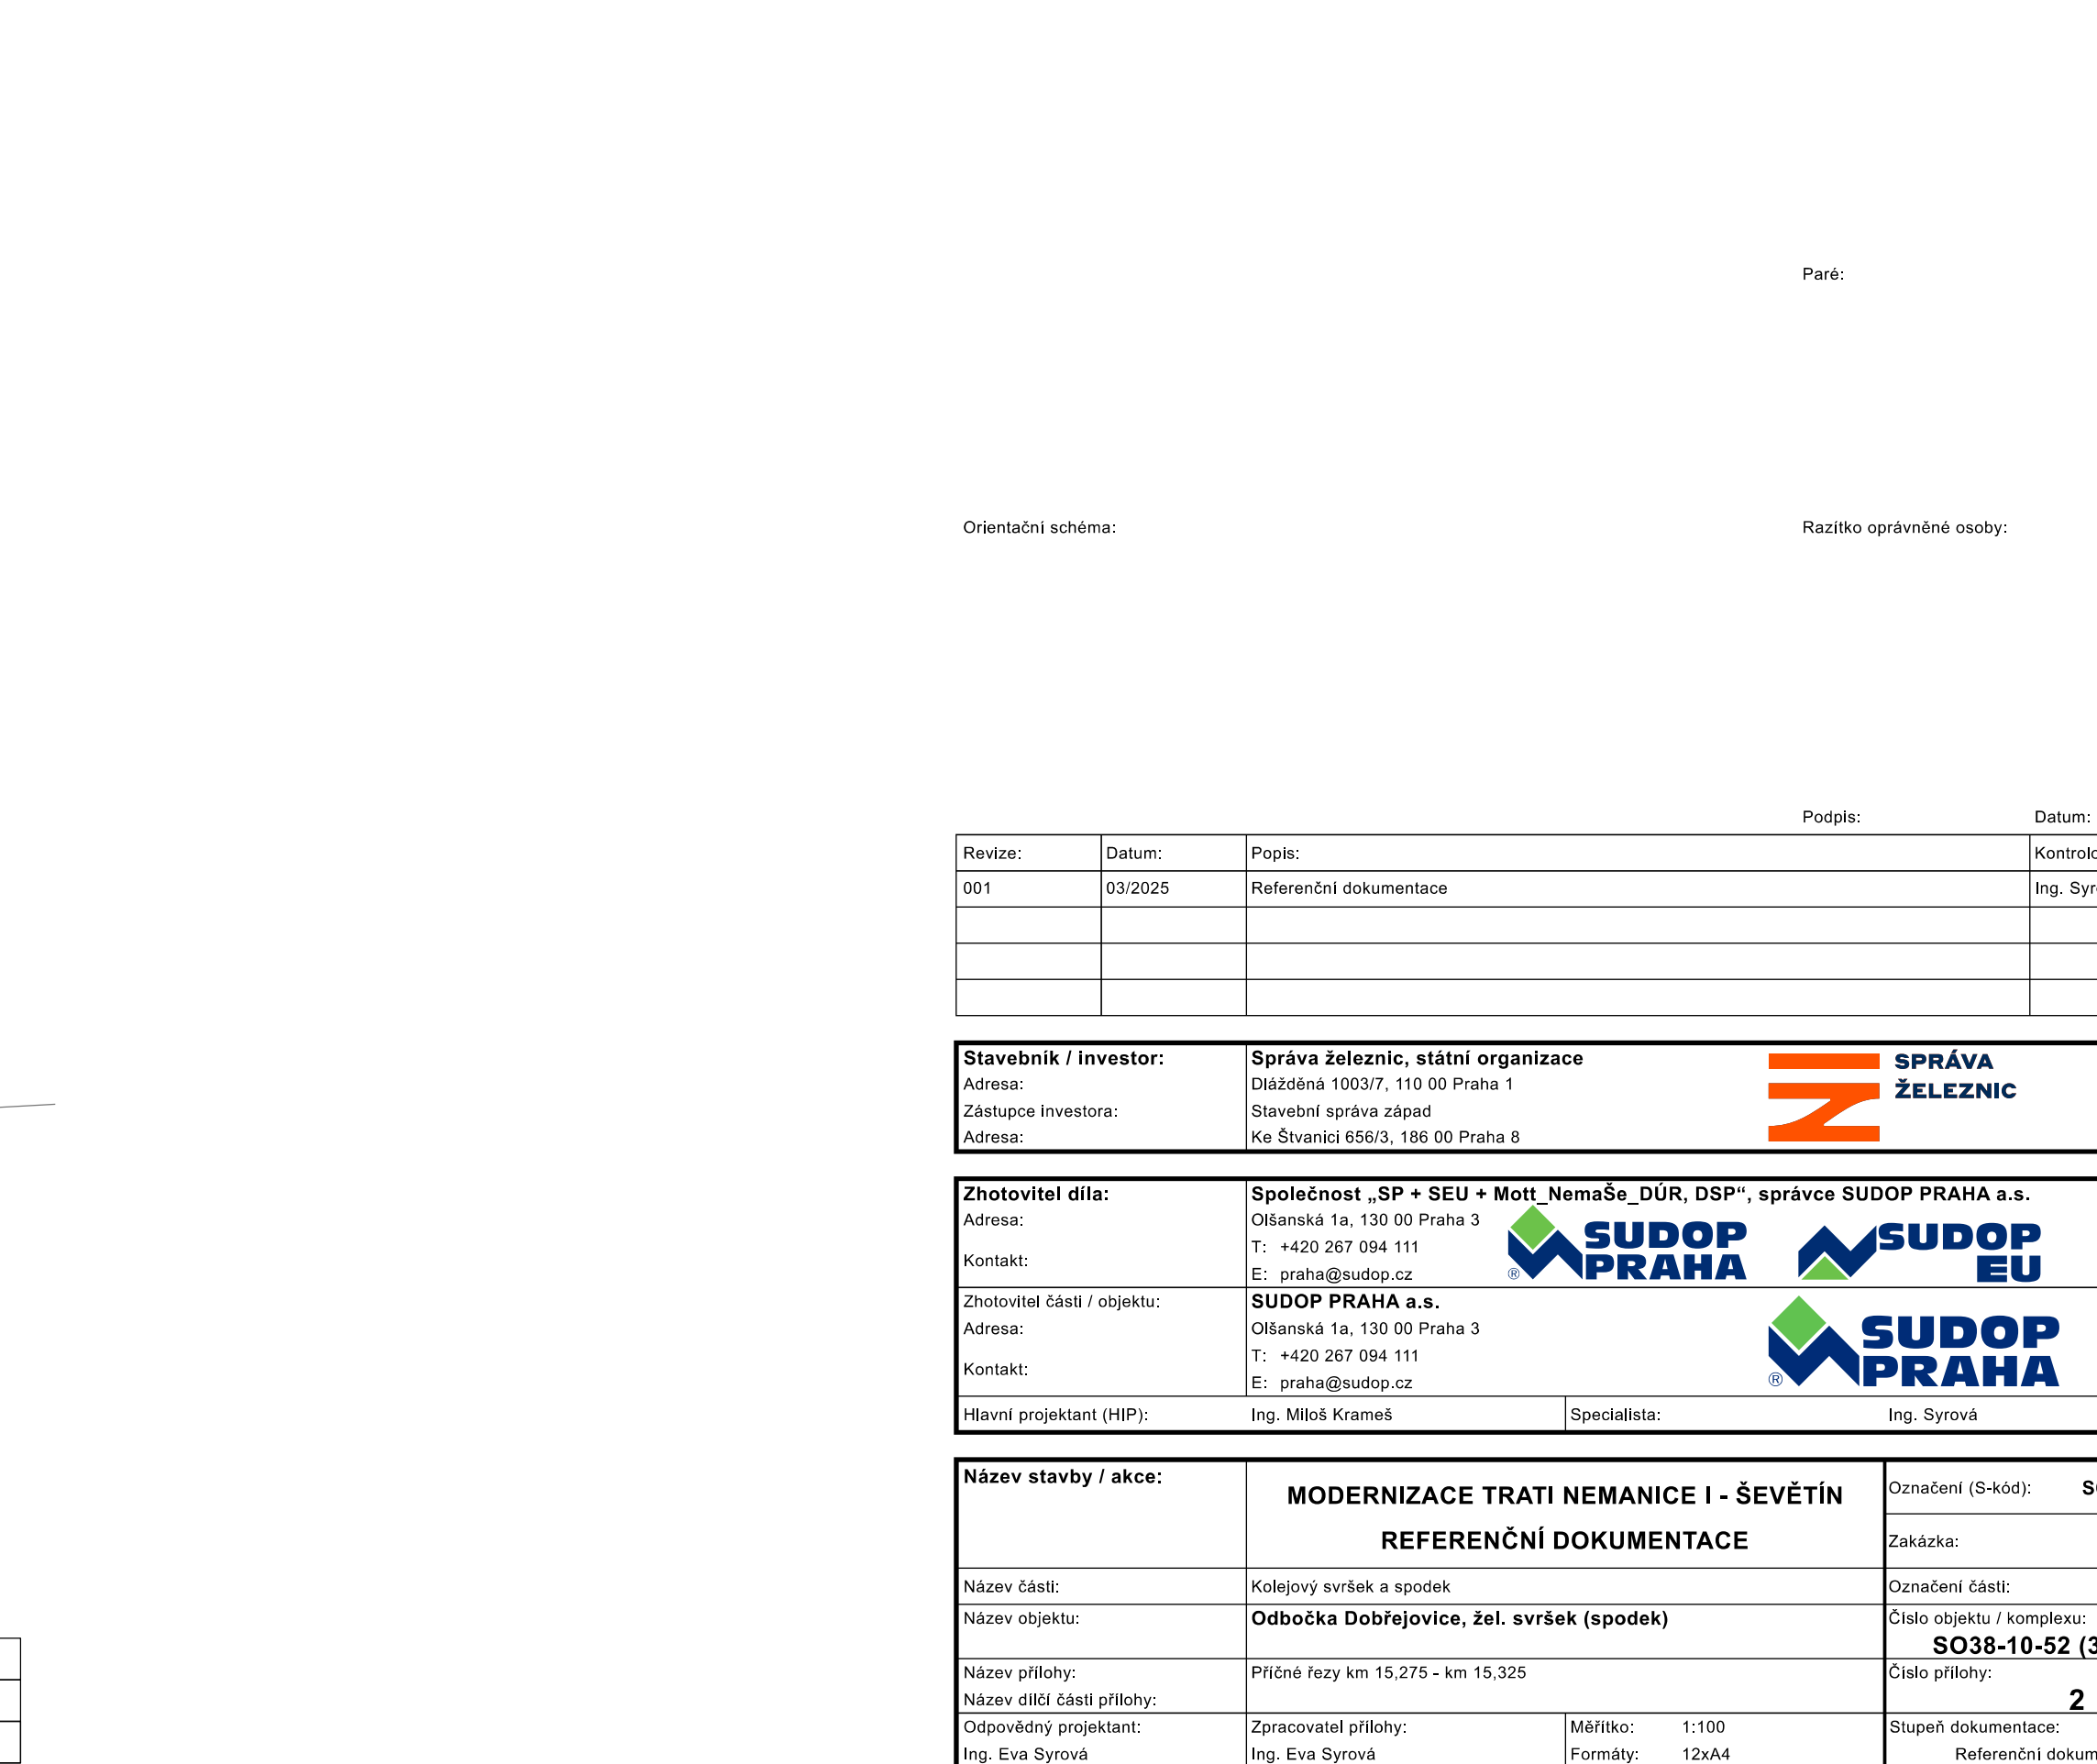 Paré:
Orientační schéma: Razítko oprávněné osoby:
Podpis: Datum:
Revize: Datum: Popis:
001 03/2025 Referenční dokumentace Ing.
Stavebník / investor: Správa železnic, státní organizace
Adresa: Dlážděná 1003/7, 110 00 Praha 1
Zástupce investora: Stavební správa západ
Adresa: Ke Štvanici 656/3, 186 00 Praha 8
SPRÁVA
ŽELEZNIC
Zhotovitel díla: Společnost „SP + SEU + Mott_NemaŠe_DÚR, DSP“, správce SUDOP PRAHA a.s.
Adresa: Olšanská 1a, 130 00 Praha 3
Kontakt: T: +420 267 094 111
E: praha@sudop.cz
SUDOP
PRAHA
®
SUDOP
EU
Zhotovitel části / objektu: SUDOP PRAHA a.s.
Adresa: Olšanská 1a, 130 00 Praha 3
Kontakt: T: +420 267 094 111
E: praha@sudop.cz
SUDOP
PRAHA
®
Hlavní projektant (HIP): Ing. Miloš Krameš Specialista: Ing. Syrová
Název stavby / akce: MODERNIZACE TRATI NEMANICE I - ŠEVĚTÍN
REFERENČNÍ DOKUMENTACE
Označení (S-kód):
Zakázka:
Název části: Kolejový svršek a spodek Označení části:
Název objektu: Odbočka Dobřejovice, žel. svršek (spodek) Číslo objektu / komplexu:
SO38-10-52
Název přílohy: Příčné řezy km 15,275 - km 15,325 Číslo přílohy:
Název dílčí části přílohy: 2
Odpovědný projektant: Zpracovatel přílohy: Měřítko: 1:100 Stupeň dokumentace:
Ing. Eva Syrová Ing. Eva Syrová Formáty: 12xA4 Referenční